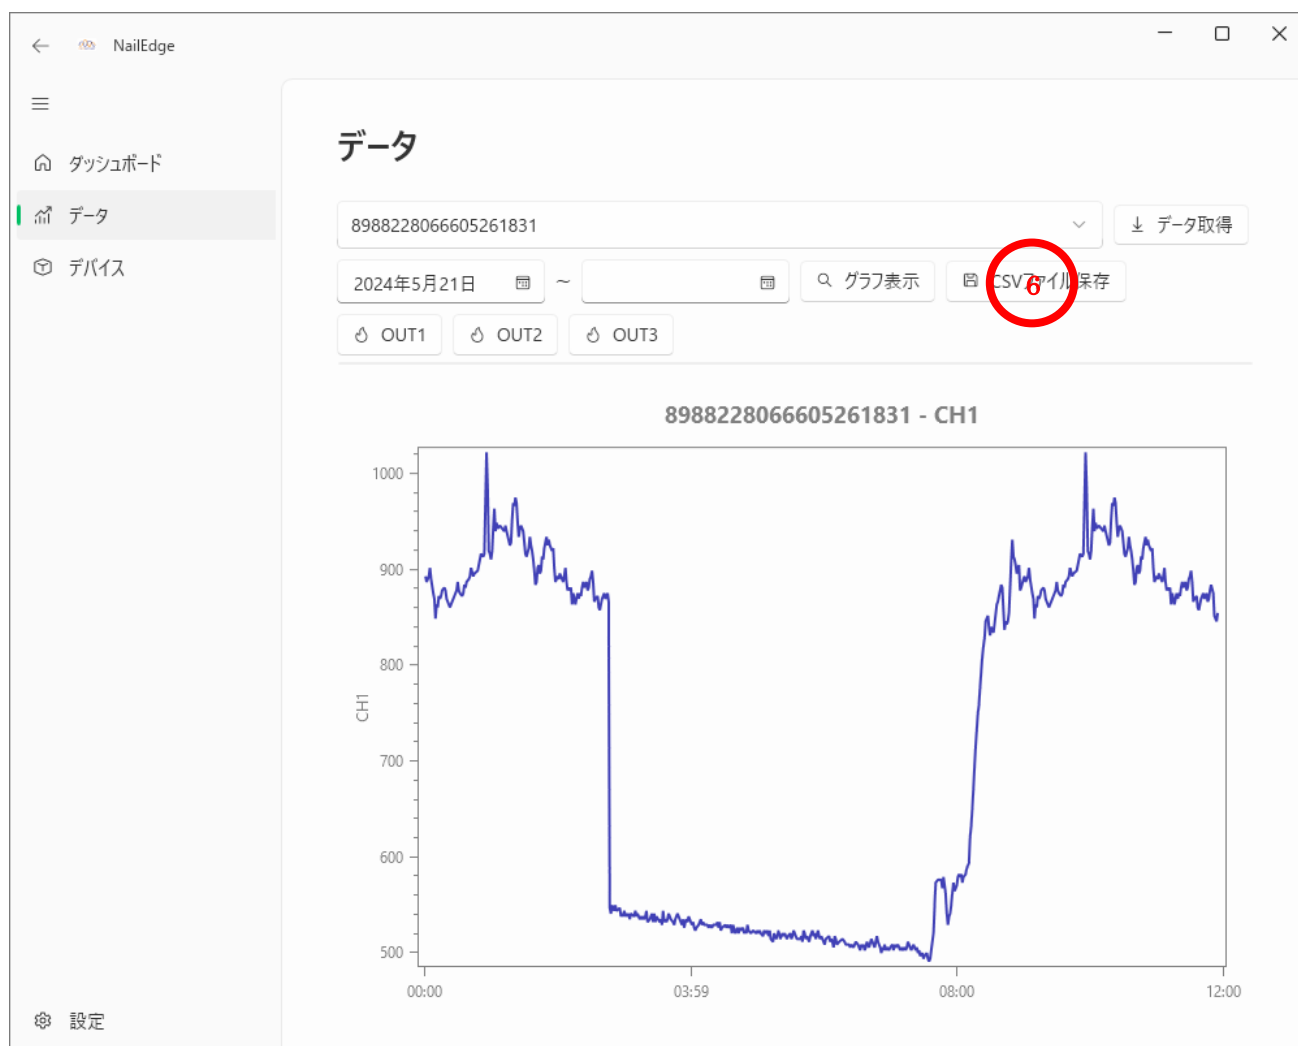 NailEdge
ダッシュボード
データ
デバイス
設定
データ
8988228066605261831
データ取得
2024年5月21日 ~ グラフ表示 CSVファイル保存
6
OUT1 OUT2 OUT3
8988228066605261831 - CH1
1000
900
800
700
600
500
CH1
00:00 03:59 08:00 12:00